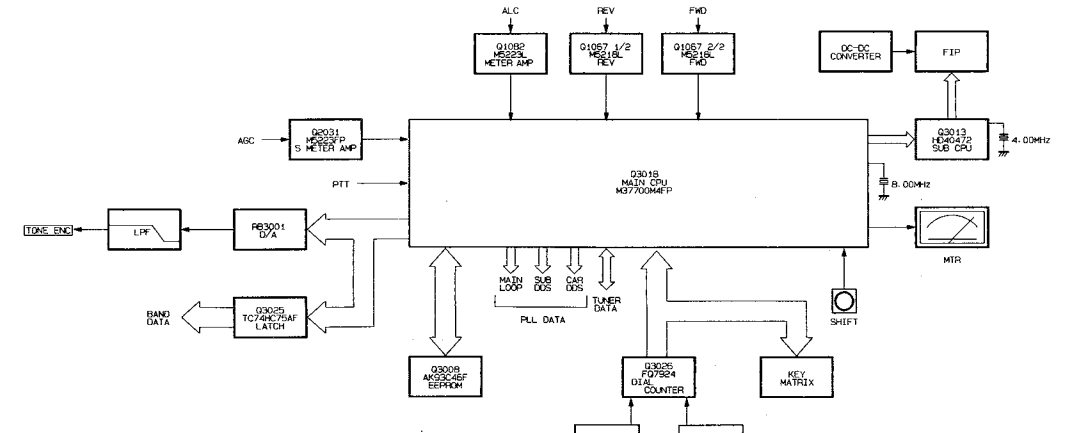 ALC
REV
FWD
Q1082
M5223L
METER AMP
Q1067 1/2
M5218L
REV
Q1067 2/2
M5218L
FWD
DC-DC
CONVERTER
FIP
AGC
Q2031
M5223FP
S METER AMP
Q3018
MAIN CPU
M37700M4FP
Q3013
HD40472
SUB CPU
4.00MHz
PTT
8.00MHz
TONE ENC
LPF
RB3001
D/A
MTR
MAIN
LOOP
SUB
DDS
CAR
DDS
TUNER
DATA
PLL DATA
SHIFT
BAND
DATA
Q3025
TC74HC75AF
LATCH
Q3008
AK93C46F
EEPROM
Q3026
FQ7924
DIAL
COUNTER
KEY
MATRIX